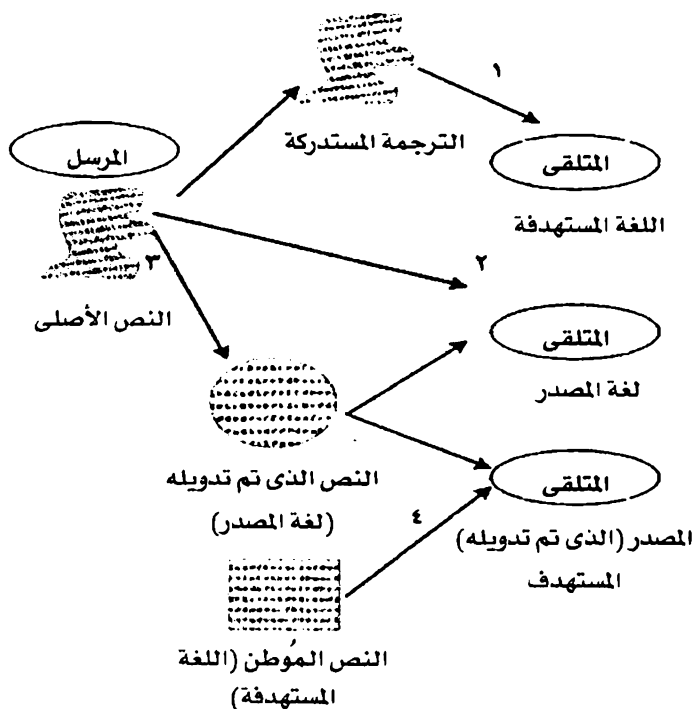 ١
الترجمة المستدركة
المرسل
المتلقى
اللغة المستهدفة
٢
٣
النص الأصلى
المتلقى
لغة المصدر
النص الذى تم تدويله
(لغة المصدر)
المتلقى
٤
المصدر (الذى تم تدويله)
المستهدف
النص المُوطن (اللغة
المستهدفة)